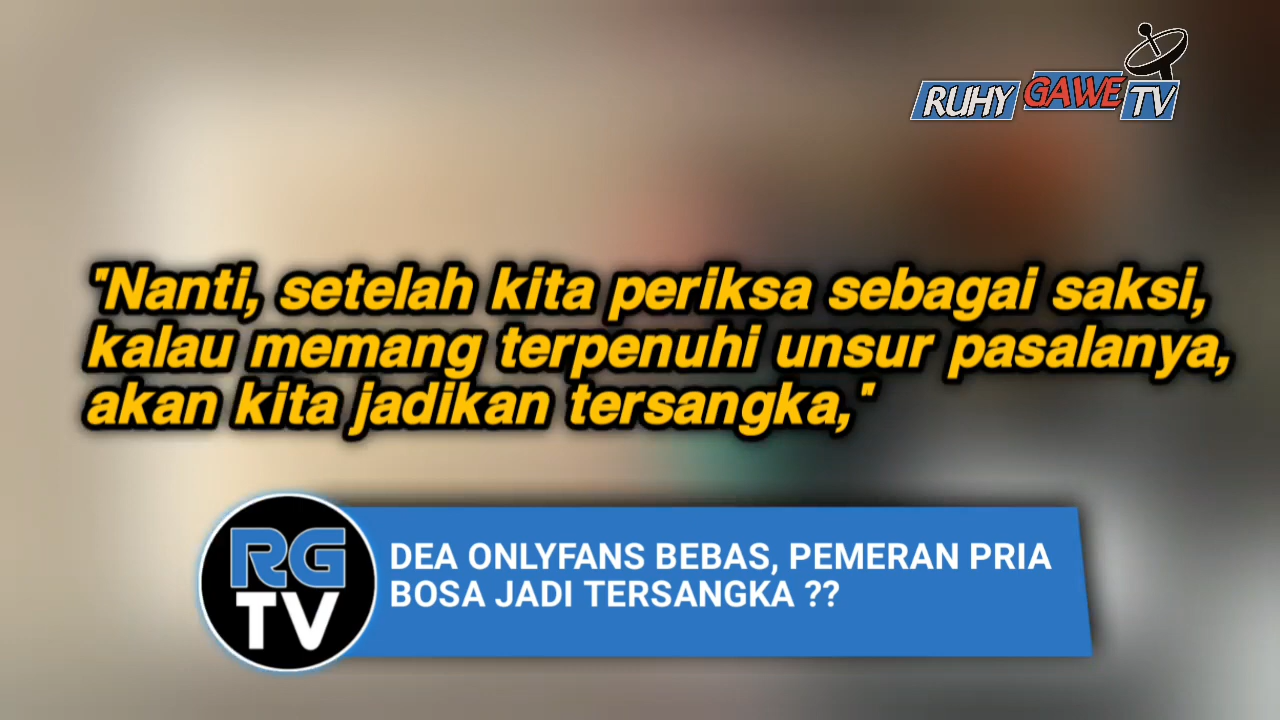 RUHY GAWE TV
"Nanti, setelah kita periksa sebagai saksi,
kalau memang terpenuhi unsur pasalanya,
akan kita jadikan tersangka,"
RG
TV
DEA ONLYFANS BEBAS, PEMERAN PRIA
BOSA JADI TERSANGKA ??